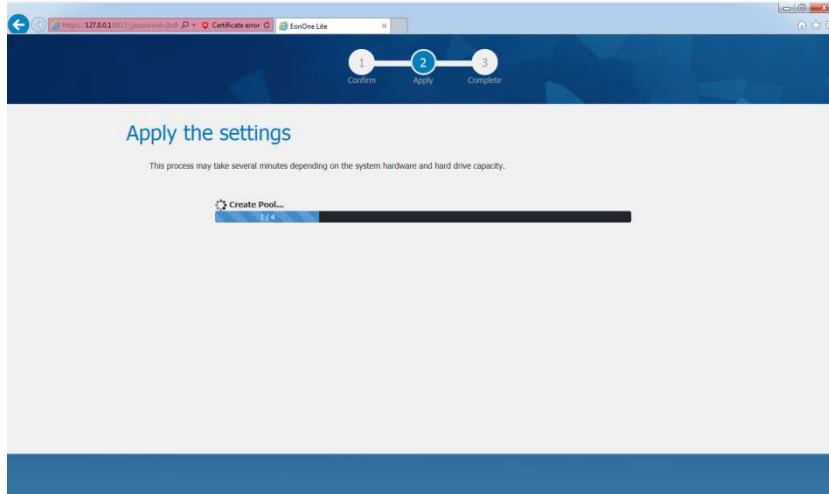 https://127.0.0.1:8817/
Certificate error
EonOne Lite
1
2
3
Confirm
Apply
Complete
Apply the settings
This process may take several minutes depending on the system hardware and hard drive capacity.
Create Pool...
1 / 4